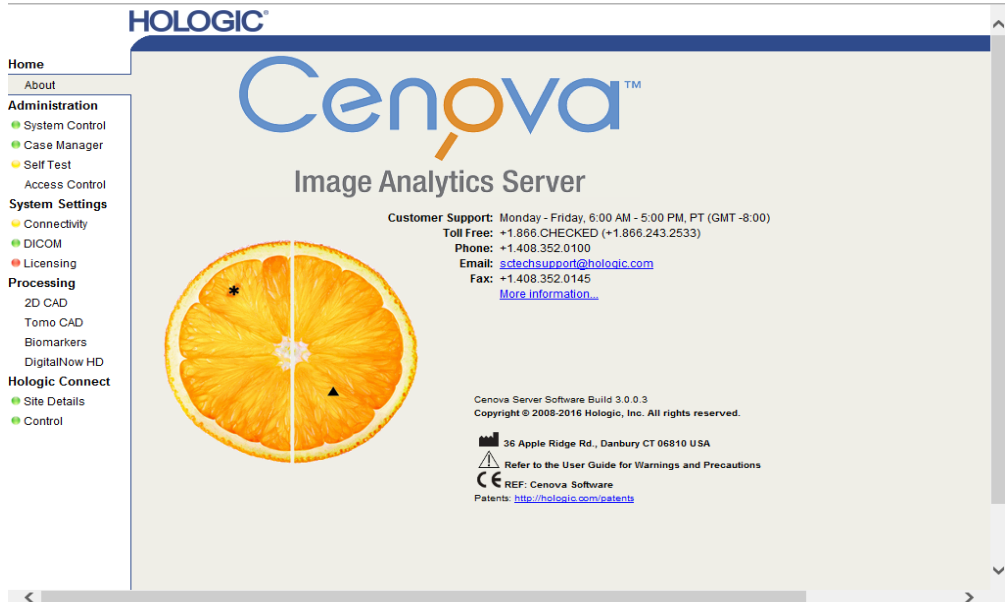 HOLOGIC®
Home
About
Administration
System Control
Case Manager
Self Test
Access Control
System Settings
Connectivity
DICOM
Licensing
Processing
2D CAD
Tomo CAD
Biomarkers
DigitalNow HD
Hologic Connect
Site Details
Control
Cenova™
Image Analytics Server
Customer Support: Monday - Friday, 6:00 AM - 5:00 PM, PT (GMT -8:00)
Toll Free: +1.866.CHECKED (+1.866.243.2533)
Phone: +1.408.352.0100
Email: sctechsupport@hologic.com
Fax: +1.408.352.0145
More information...
Cenova Server Software Build 3.0.0.3
Copyright © 2008-2016 Hologic, Inc. All rights reserved.
36 Apple Ridge Rd., Danbury CT 06810 USA
Refer to the User Guide for Warnings and Precautions
CE REF: Cenova Software
Patents: http://hologic.com/patents